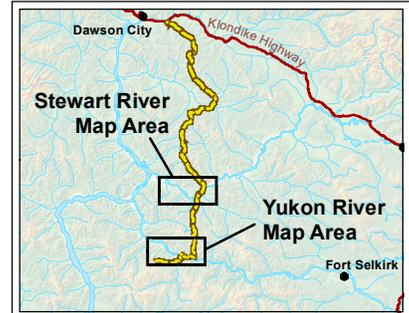 Dawson City
Klondike Highway
Stewart River
Map Area
Yukon River
Map Area
Fort Selkirk